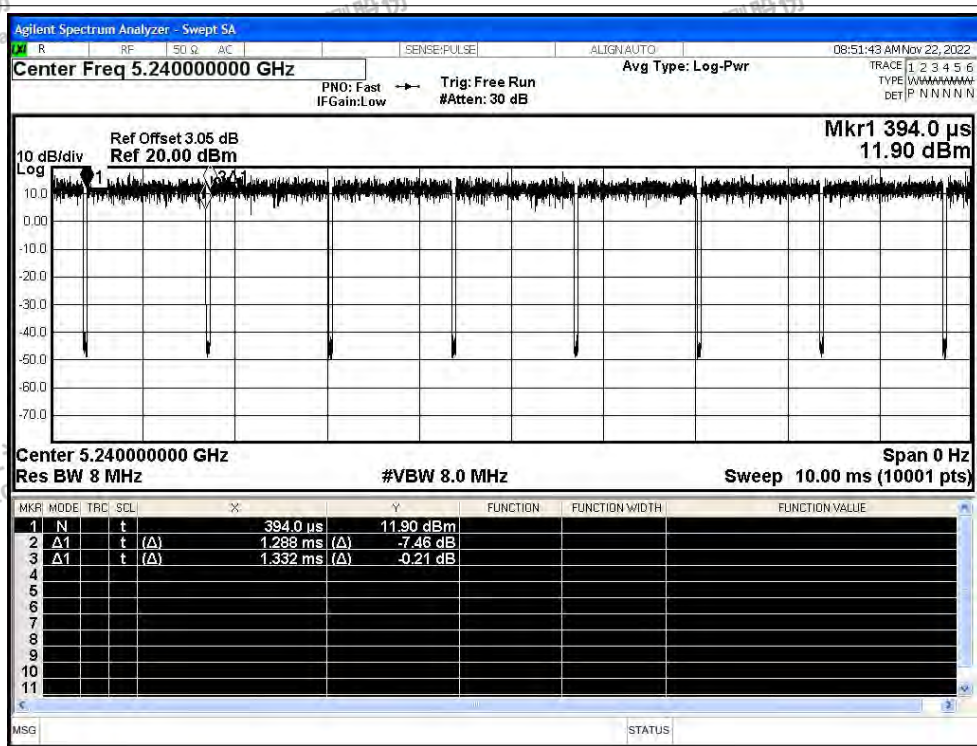 Agilent Spectrum Analyzer - Swept SA
R RF 50 Ω AC SENSE:PULSE ALIGN AUTO 08:51:43 AM Nov 22, 2022
Center Freq 5.240000000 GHz
PNO: Fast
IFGain:Low
Trig: Free Run
#Atten: 30 dB
Avg Type: Log-Pwr
TRACE 1 2 3 4 5 6
TYPE
DET P N N N N N
Mkr1 394.0 µs
11.90 dBm
Ref Offset 3.05 dB
Ref 20.00 dBm
10 dB/div
Log
10.0
0.00
-10.0
-20.0
-30.0
-40.0
-50.0
-60.0
-70.0
1
3Δ1
Center 5.240000000 GHz Span 0 Hz
Res BW 8 MHz #VBW 8.0 MHz Sweep 10.00 ms (10001 pts)
MKR MODE TRC SCL X Y FUNCTION FUNCTION WIDTH FUNCTION VALUE
1 N t 394.0 µs 11.90 dBm
2 Δ1 t (Δ) 1.288 ms (Δ) -7.46 dB
3 Δ1 t (Δ) 1.332 ms (Δ) -0.21 dB
4
5
6
7
8
9
10
11
MSG STATUS